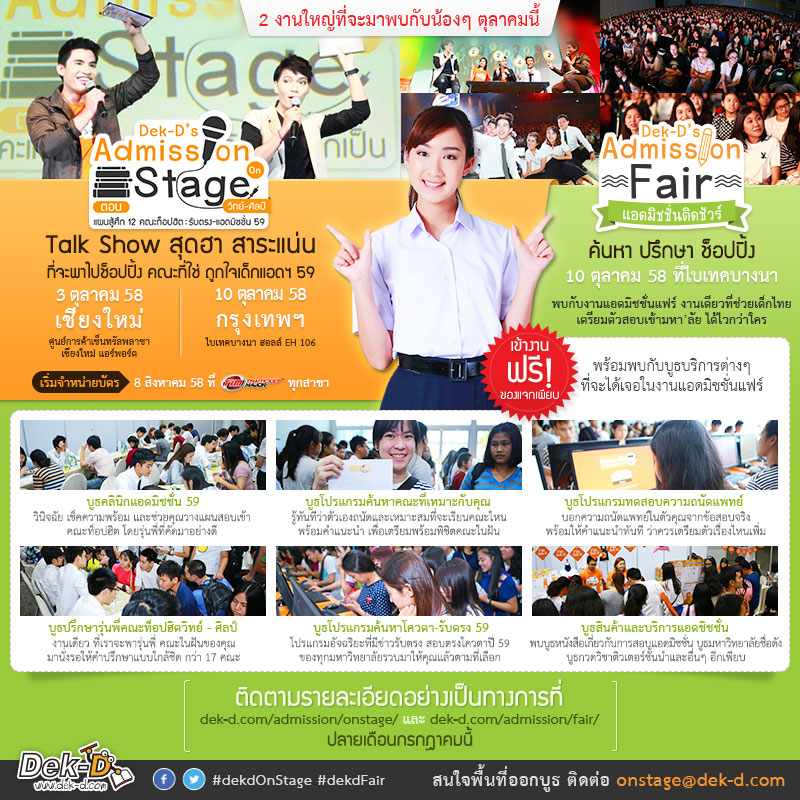 2 งานใหญ่ที่จะมาพบกับน้องๆ ตุลาคมนี้
Admission
Stage
Dek-D's
Admission
On
Stage
ตอน
วิทย์-ศิลป์
แผนสู้ศึก 12 คณะท็อปฮิต : รับตรง-แอดมิชชั่น 59
Talk Show สุดฮา สาระแน่น
ที่จะพาไปช็อปปิ้ง คณะที่ใช่ ถูกใจเด็กแอดฯ 59
3 ตุลาคม 58
เชียงใหม่
ศูนย์การค้าเซ็นทรัลพลาซา
เชียงใหม่ แอร์พอร์ต
10 ตุลาคม 58
กรุงเทพฯ
ไบเทคบางนา ฮอลล์ EH 106
เริ่มจำหน่ายบัตร
8 สิงหาคม 58 ที่
ทุกสาขา
Dek-D's
Admission
Fair
แอดมิชชั่นติดชัวร์
ค้นหา ปรึกษา ช็อปปิ้ง
10 ตุลาคม 58 ที่ไบเทคบางนา
พบกับงานแอดมิชชั่นแฟร์ งานเดียวที่ช่วยเด็กไทย
เตรียมตัวสอบเข้ามหา'ลัย ได้ไวกว่าใคร
เข้างาน
ฟรี!
ของแจกเพียบ
พร้อมพบกับบูธบริการต่างๆ
ที่จะได้เจอในงานแอดมิชชั่นแฟร์
บูธคลินิกแอดมิชชั่น 59
วินิจฉัย เช็คความพร้อม และช่วยคุณวางแผนสอบเข้า
คณะท็อปฮิต โดยรุ่นพี่ที่คัดมาอย่างดี
บูธโปรแกรมค้นหาคณะที่เหมาะกับคุณ
รู้ทันทีว่าตัวเองถนัดและเหมาะสมที่จะเรียนคณะไหน
พร้อมคำแนะนำ เพื่อเตรียมพร้อมพิชิตคณะในฝัน
บูธโปรแกรมทดสอบความถนัดแพทย์
บอกความถนัดแพทย์ในตัวคุณจากข้อสอบจริง
พร้อมให้คำแนะนำทันที ว่าควรเตรียมตัวเรื่องไหนเพิ่ม
บูธปรึกษารุ่นพี่คณะท็อปฮิตวิทย์ - ศิลป์
งานเดียว ที่เราจะพารุ่นพี่ คณะในฝันของคุณ
มานั่งรอให้คำปรึกษาแบบใกล้ชิด กว่า 17 คณะ
บูธโปรแกรมค้นหาโควตา-รับตรง 59
โปรแกรมอัจฉริยะที่มีข่าวรับตรง สอบตรงโควตาปี 59
ของทุกมหาวิทยาลัยรวบมาให้คุณแล้วตามที่เลือก
บูธสินค้าและบริการแอดชิชชั่น
พบบูธหนังสือเกี่ยวกับการสอบแอดมิชชั่น บูธมหาวิทยาลัยชื่อดัง
บูธกวดวิชาติวเตอร์ชั้นนำและอื่นๆ อีกเพียบ
ติดตามรายละเอียดอย่างเป็นทางการที่
dek-d.com/admission/onstage/ และ dek-d.com/admission/fair/
ปลายเดือนกรกฎาคมนี้
Dek-D
www.dek-d.com
#dekdOnStage #dekdFair
สนใจพื้นที่ออกบูธ ติดต่อ onstage@dek-d.com